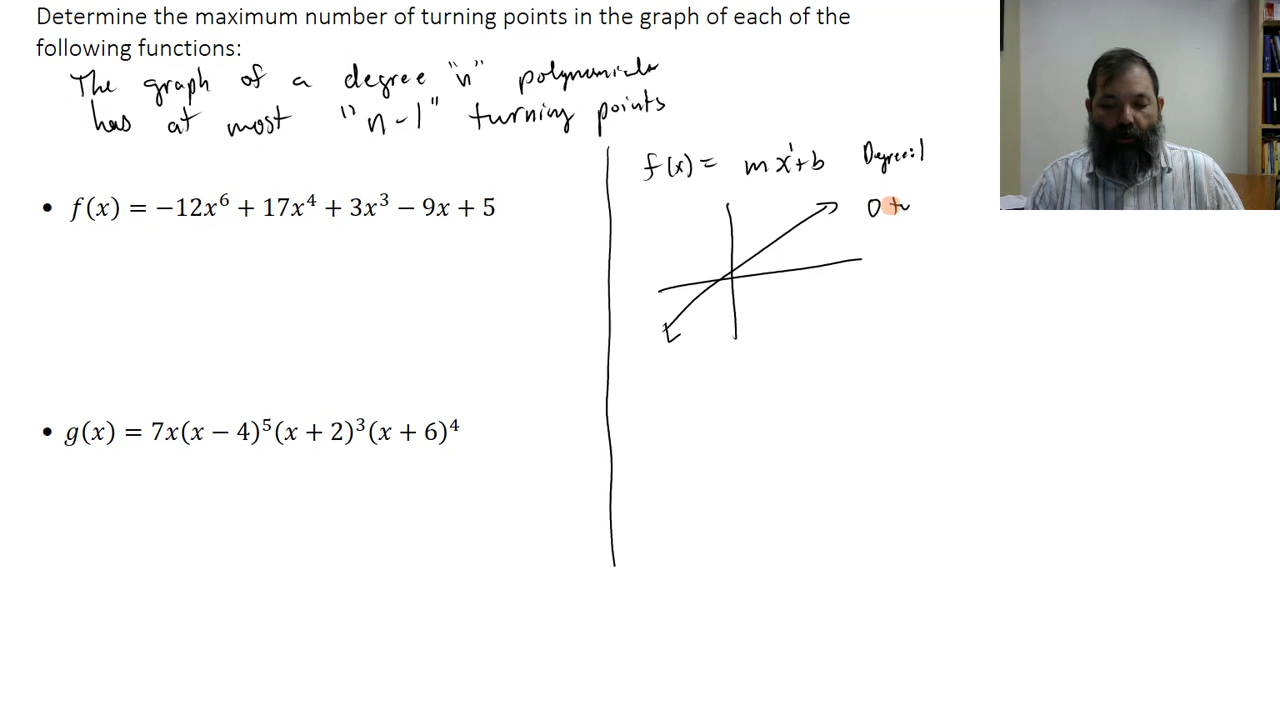 Determine the maximum number of turning points in the graph of each of the
following functions:
The graph of a degree "n" polynomial
has at most "n-1" turning points
f(x) = mx¹+b Degree: 1
0 tu
• f(x) = −12x⁶ + 17x⁴ + 3x³ − 9x + 5
• g(x) = 7x(x − 4)⁵(x + 2)³(x + 6)⁴